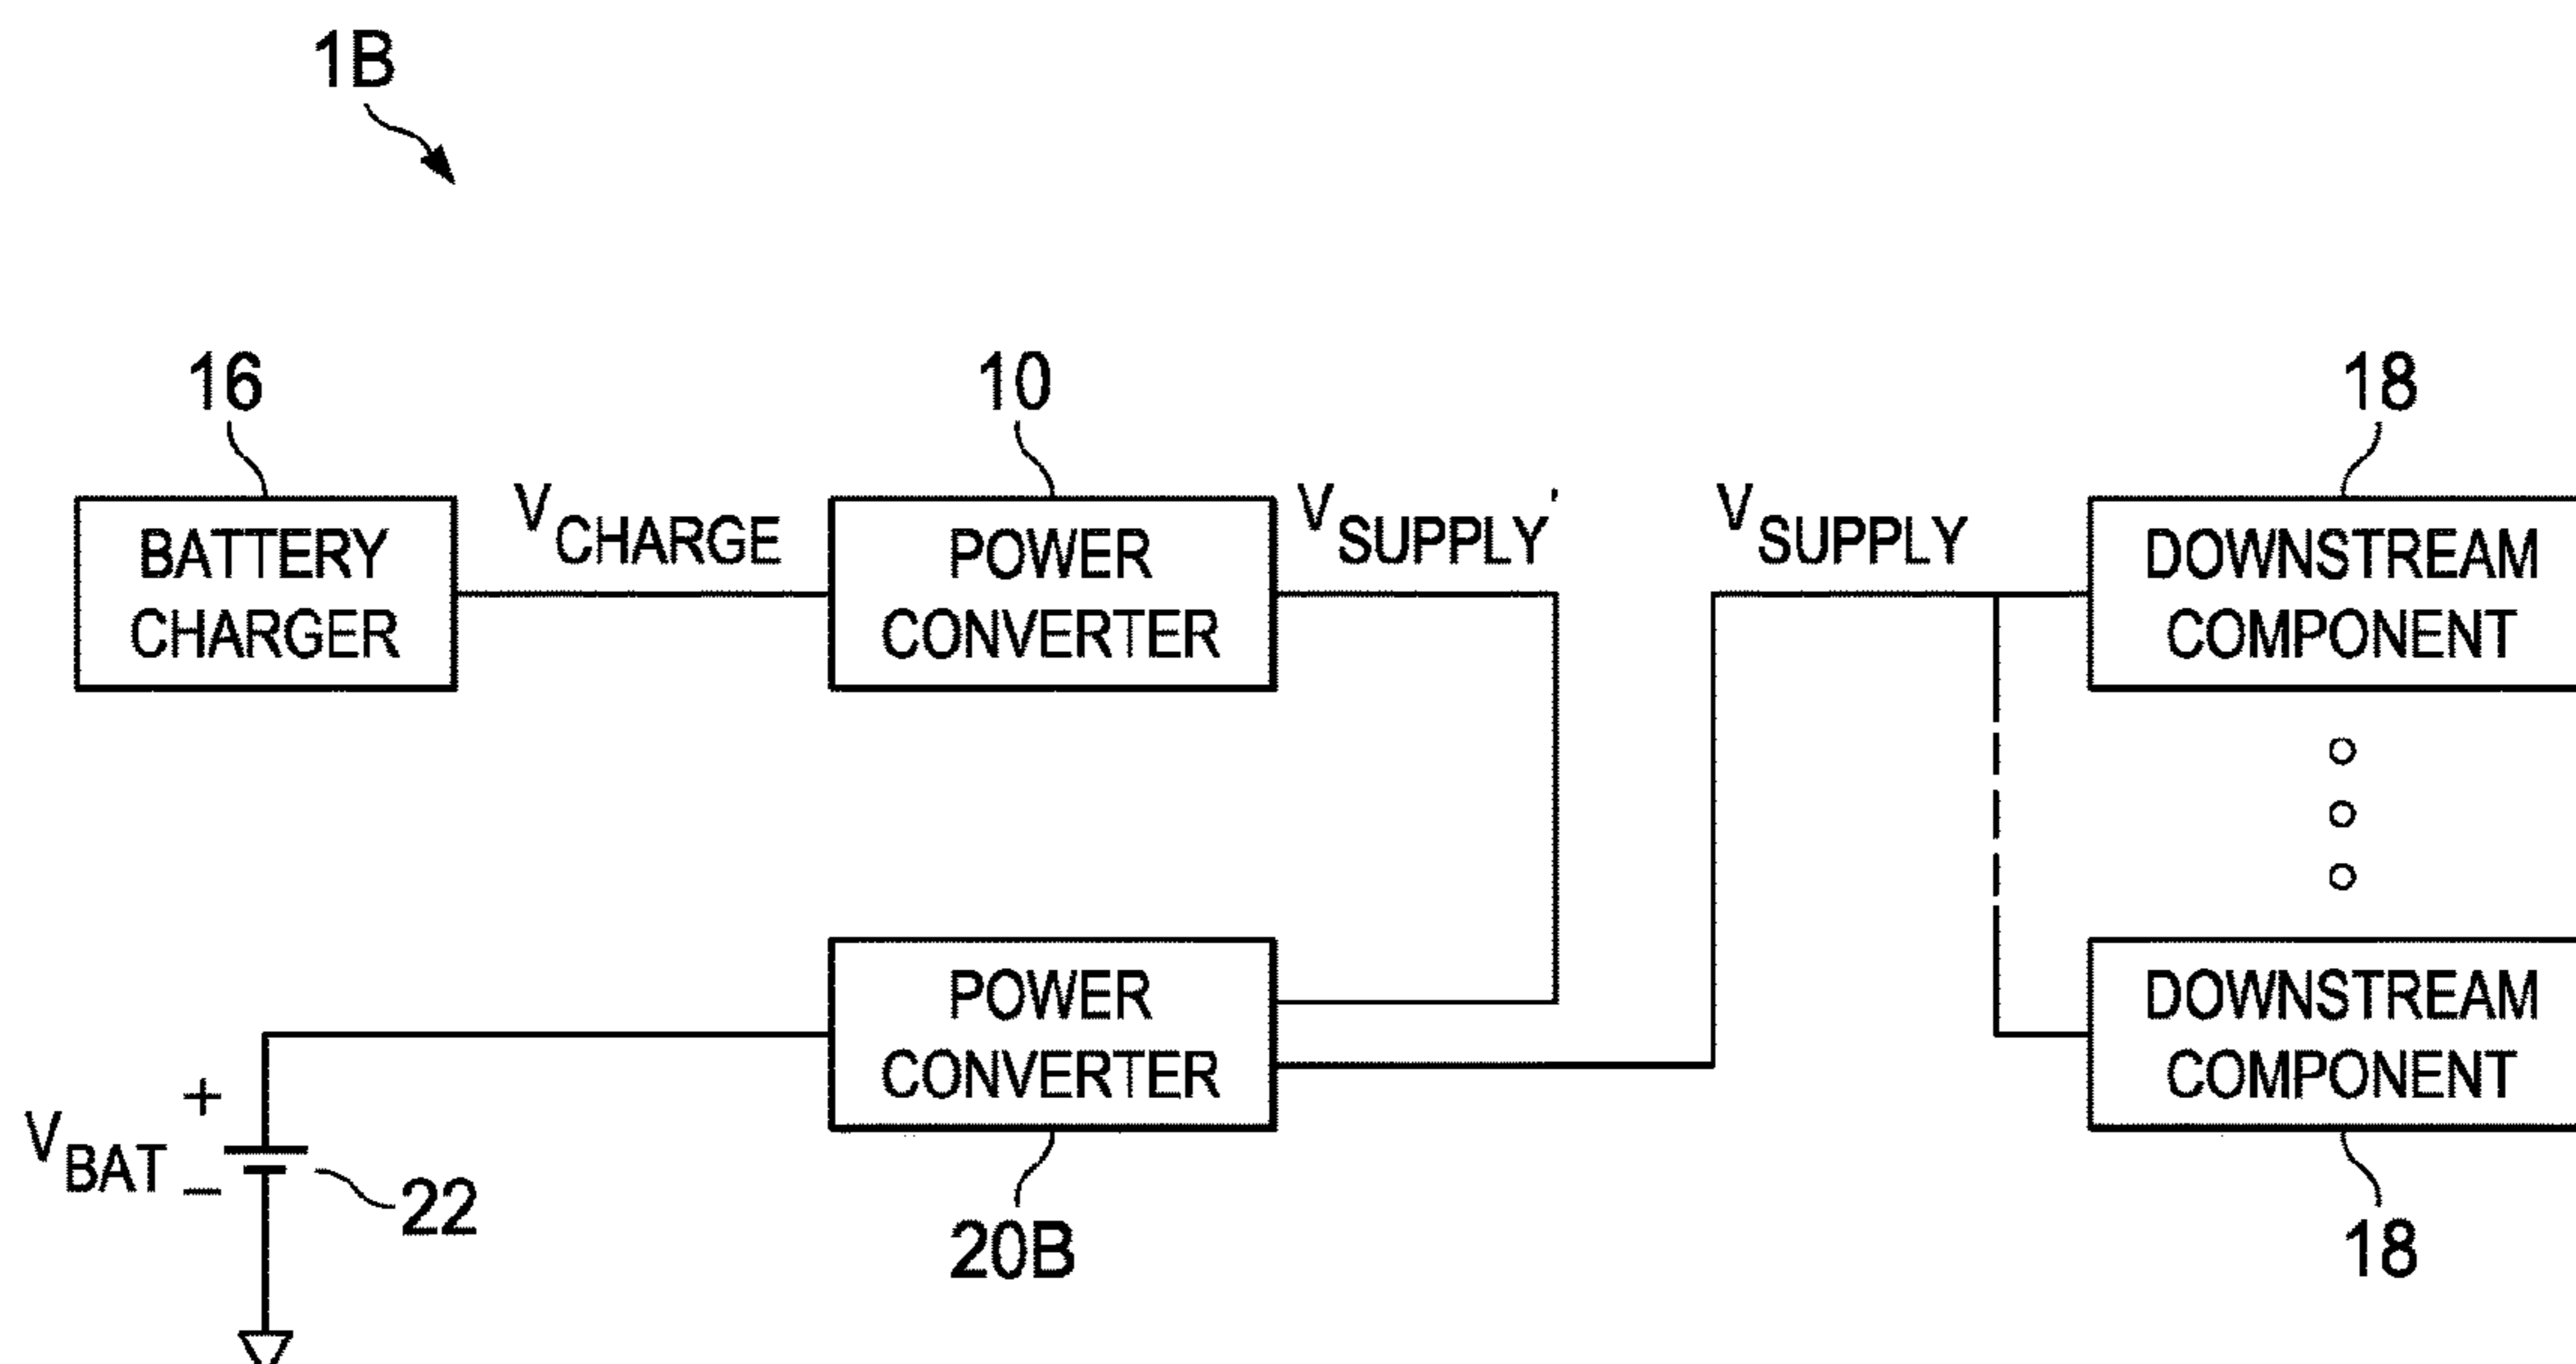 1B
16
10
18
BATTERY
CHARGER
VCHARGE
POWER
CONVERTER
VSUPPLY'
VSUPPLY
DOWNSTREAM
COMPONENT
POWER
CONVERTER
DOWNSTREAM
COMPONENT
+
VBAT
−
22
20B
18